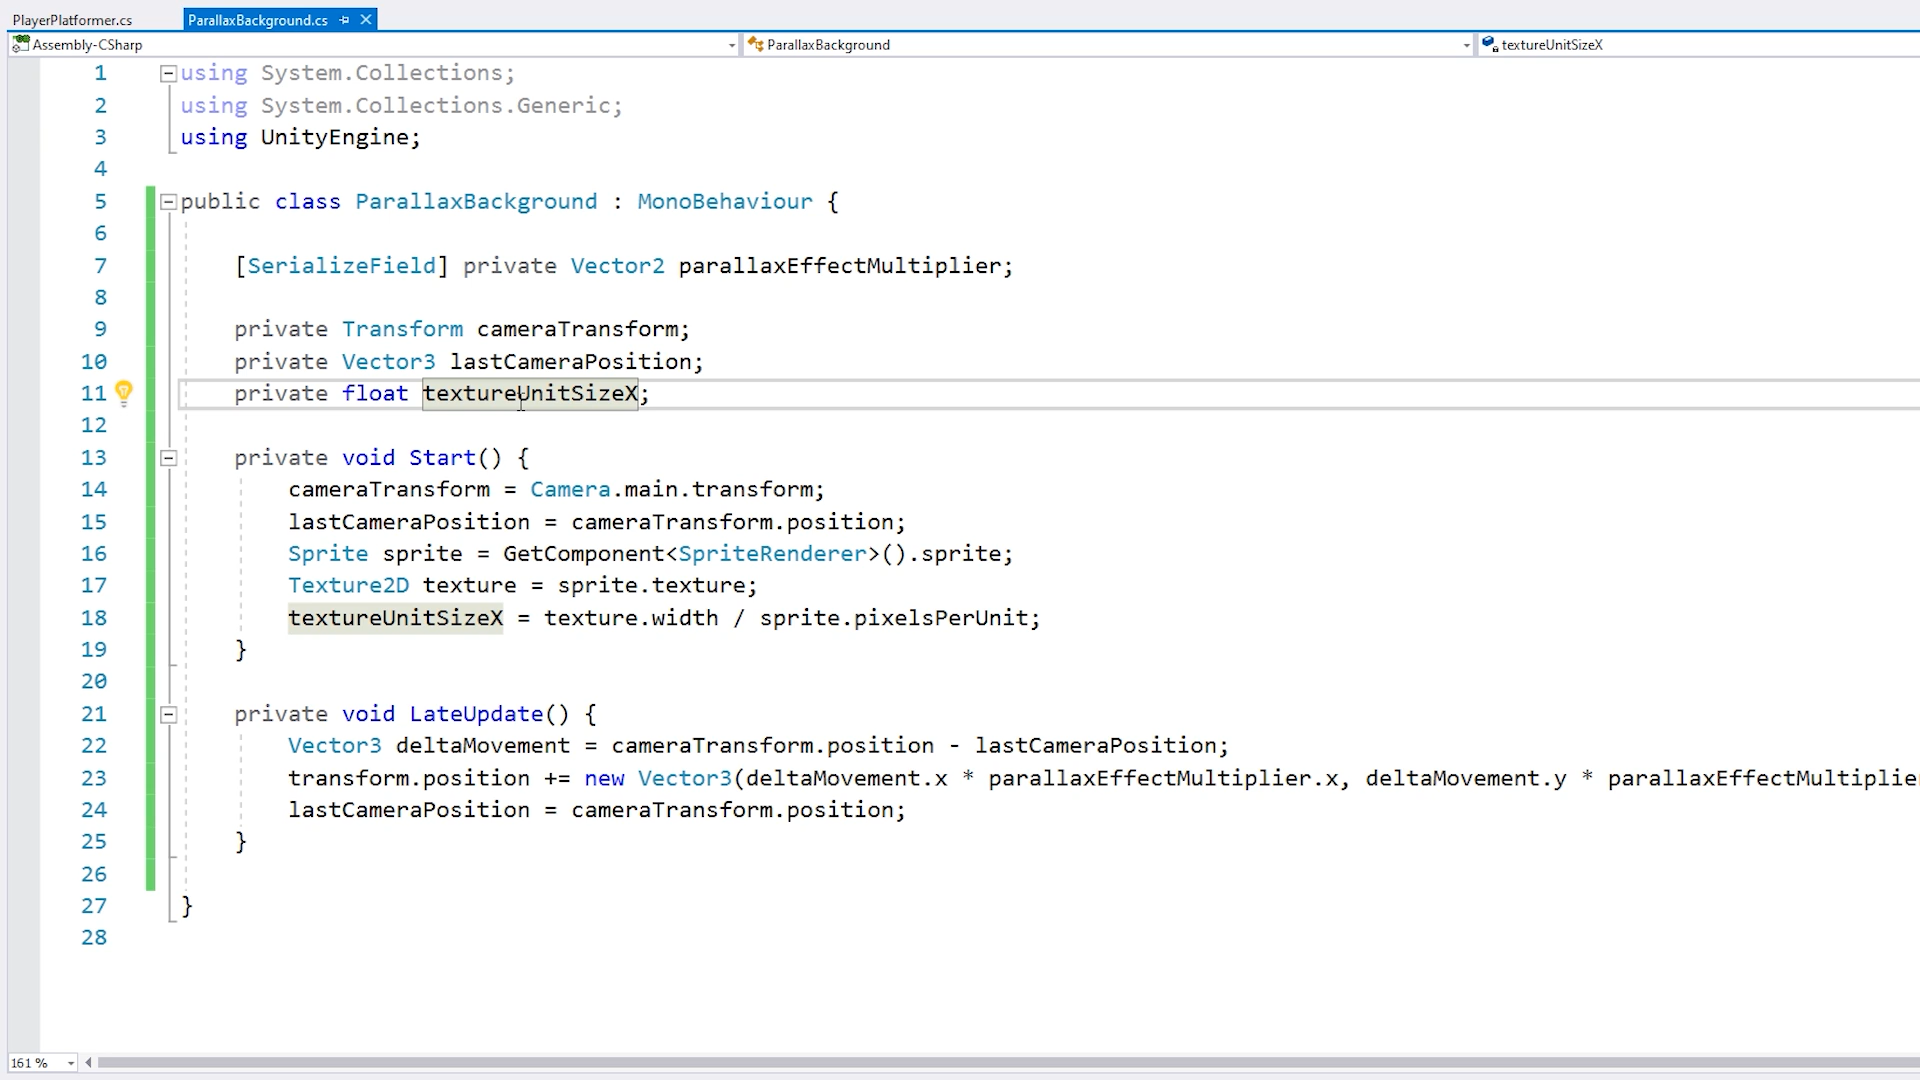 PlayerPlatformer.cs ParallaxBackground.cs
Assembly-CSharp ParallaxBackground textureUnitSizeX
1 using System.Collections;
2 using System.Collections.Generic;
3 using UnityEngine;
4
5 public class ParallaxBackground : MonoBehaviour {
6
7 [SerializeField] private Vector2 parallaxEffectMultiplier;
8
9 private Transform cameraTransform;
10 private Vector3 lastCameraPosition;
11 private float textureUnitSizeX;
12
13 private void Start() {
14 cameraTransform = Camera.main.transform;
15 lastCameraPosition = cameraTransform.position;
16 Sprite sprite = GetComponent<SpriteRenderer>().sprite;
17 Texture2D texture = sprite.texture;
18 textureUnitSizeX = texture.width / sprite.pixelsPerUnit;
19 }
20
21 private void LateUpdate() {
22 Vector3 deltaMovement = cameraTransform.position - lastCameraPosition;
23 transform.position += new Vector3(deltaMovement.x * parallaxEffectMultiplier.x, deltaMovement.y * parallaxEffectMultiplie
24 lastCameraPosition = cameraTransform.position;
25 }
26
27 }
28
161 %